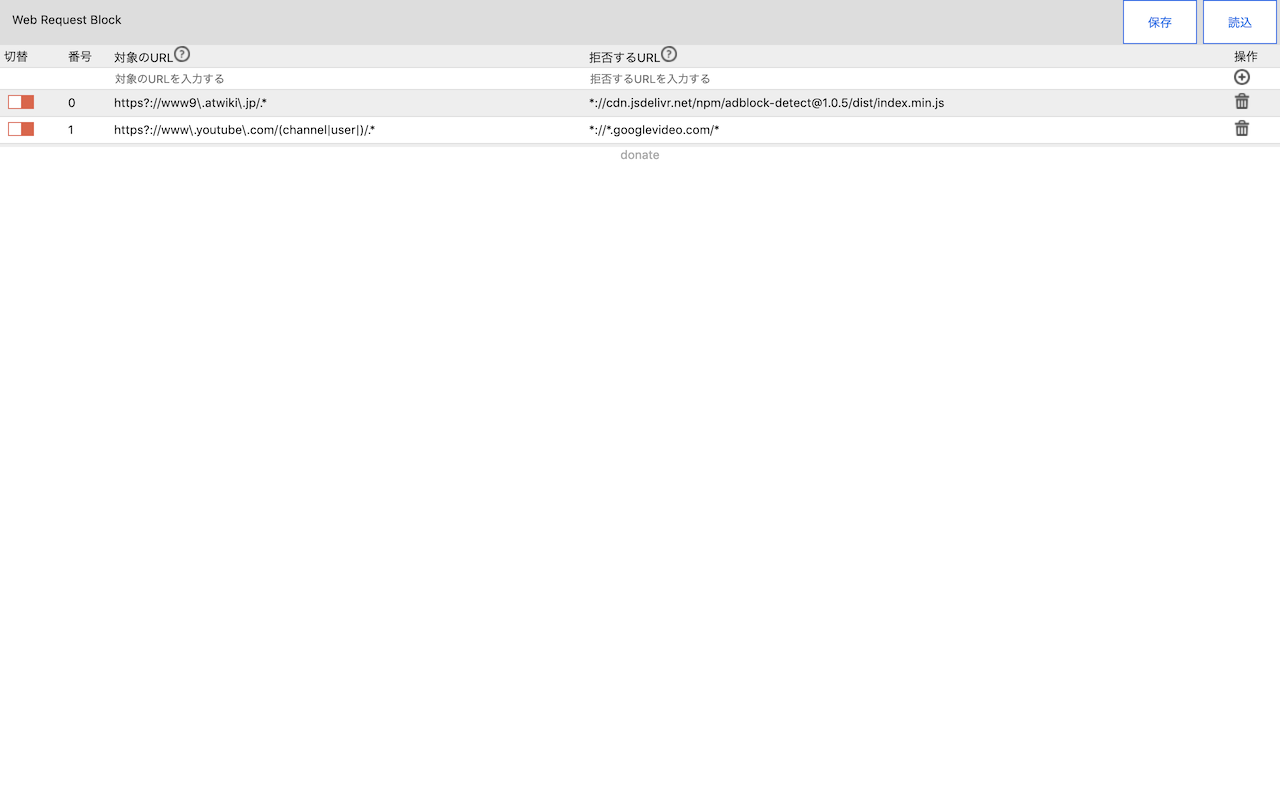 Web Request Block
保存 読込
切替 番号 対象のURL? 拒否するURL? 操作
対象のURLを入力する 拒否するURLを入力する
0 https?://www9\.atwiki\.jp/.* *://cdn.jsdelivr.net/npm/adblock-detect@1.0.5/dist/index.min.js
1 https?://www\.youtube\.com/(channel|user|)/.* *://*.googlevideo.com/*
donate